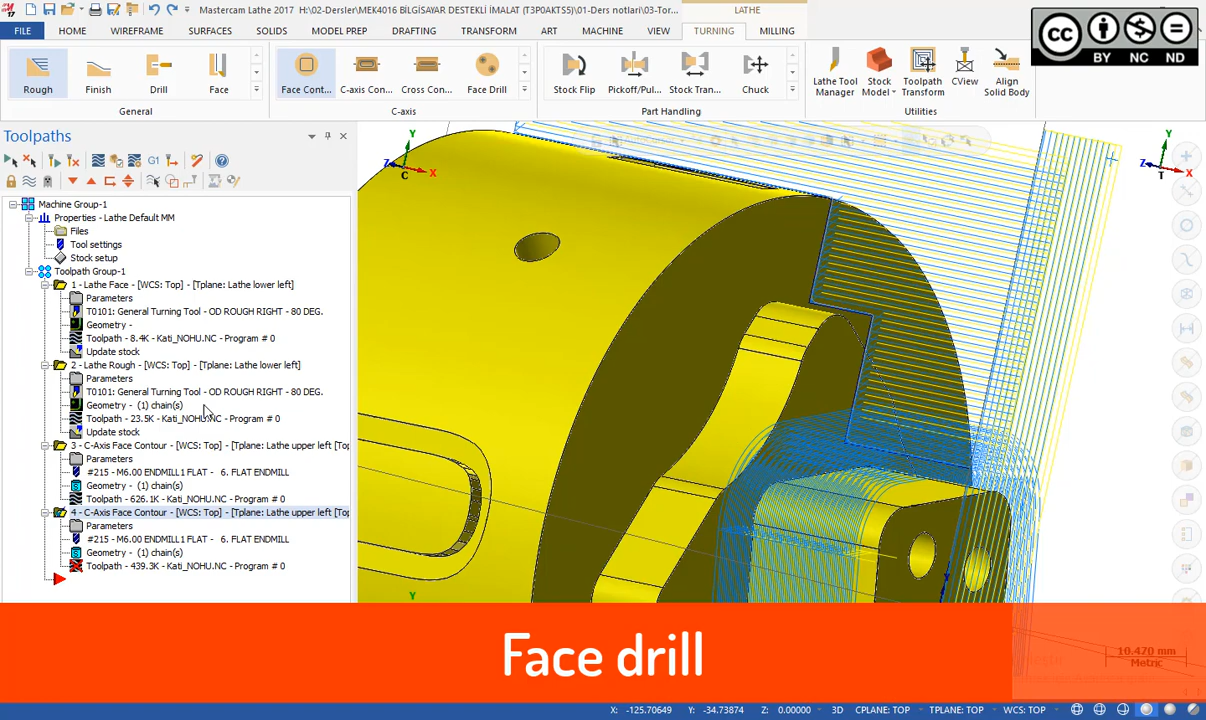 Mastercam Lathe 2017 H:\02-Dersler\MEK4016 BİLGİSAYAR DESTEKLİ İMALAT (T3P0AKTS5)\01-Ders notlari\03-Tor...
LATHE
FILE HOME WIREFRAME SURFACES SOLIDS MODEL PREP DRAFTING TRANSFORM ART MACHINE VIEW TURNING MILLING
Rough Finish Drill Face Face Cont... C-axis Con... Cross Con... Face Drill Stock Flip Pickoff/Pul... Stock Tran... Chuck Lathe Tool Manager Stock Model Toolpath Transform CView Align Solid Body
General C-axis Part Handling Utilities
CC BY NC ND
Toolpaths
G1
Machine Group-1
Properties - Lathe Default MM
Files
Tool settings
Stock setup
Toolpath Group-1
1 - Lathe Face - [WCS: Top] - [Tplane: Lathe lower left]
Parameters
T0101: General Turning Tool - OD ROUGH RIGHT - 80 DEG.
Geometry -
Toolpath - 8.4K - Kati_NOHU.NC - Program # 0
Update stock
2 - Lathe Rough - [WCS: Top] - [Tplane: Lathe lower left]
Parameters
T0101: General Turning Tool - OD ROUGH RIGHT - 80 DEG.
Geometry - (1) chain(s)
Toolpath - 23.5K - Kati_NOHU.NC - Program # 0
Update stock
3 - C-Axis Face Contour - [WCS: Top] - [Tplane: Lathe upper left [Top
Parameters
#215 - M6.00 ENDMILL1 FLAT - 6. FLAT ENDMILL
Geometry - (1) chain(s)
Toolpath - 626.1K - Kati_NOHU.NC - Program # 0
4 - C-Axis Face Contour - [WCS: Top] - [Tplane: Lathe upper left [Top
Parameters
#215 - M6.00 ENDMILL1 FLAT - 6. FLAT ENDMILL
Geometry - (1) chain(s)
Toolpath - 439.3K - Kati_NOHU.NC - Program # 0
Y
Z X
C
Y
Z X
T
Y
Face drill
10.470 mm
Metric
X: -125.70649 Y: -34.73874 Z: 0.00000 3D CPLANE: TOP TPLANE: TOP WCS: TOP